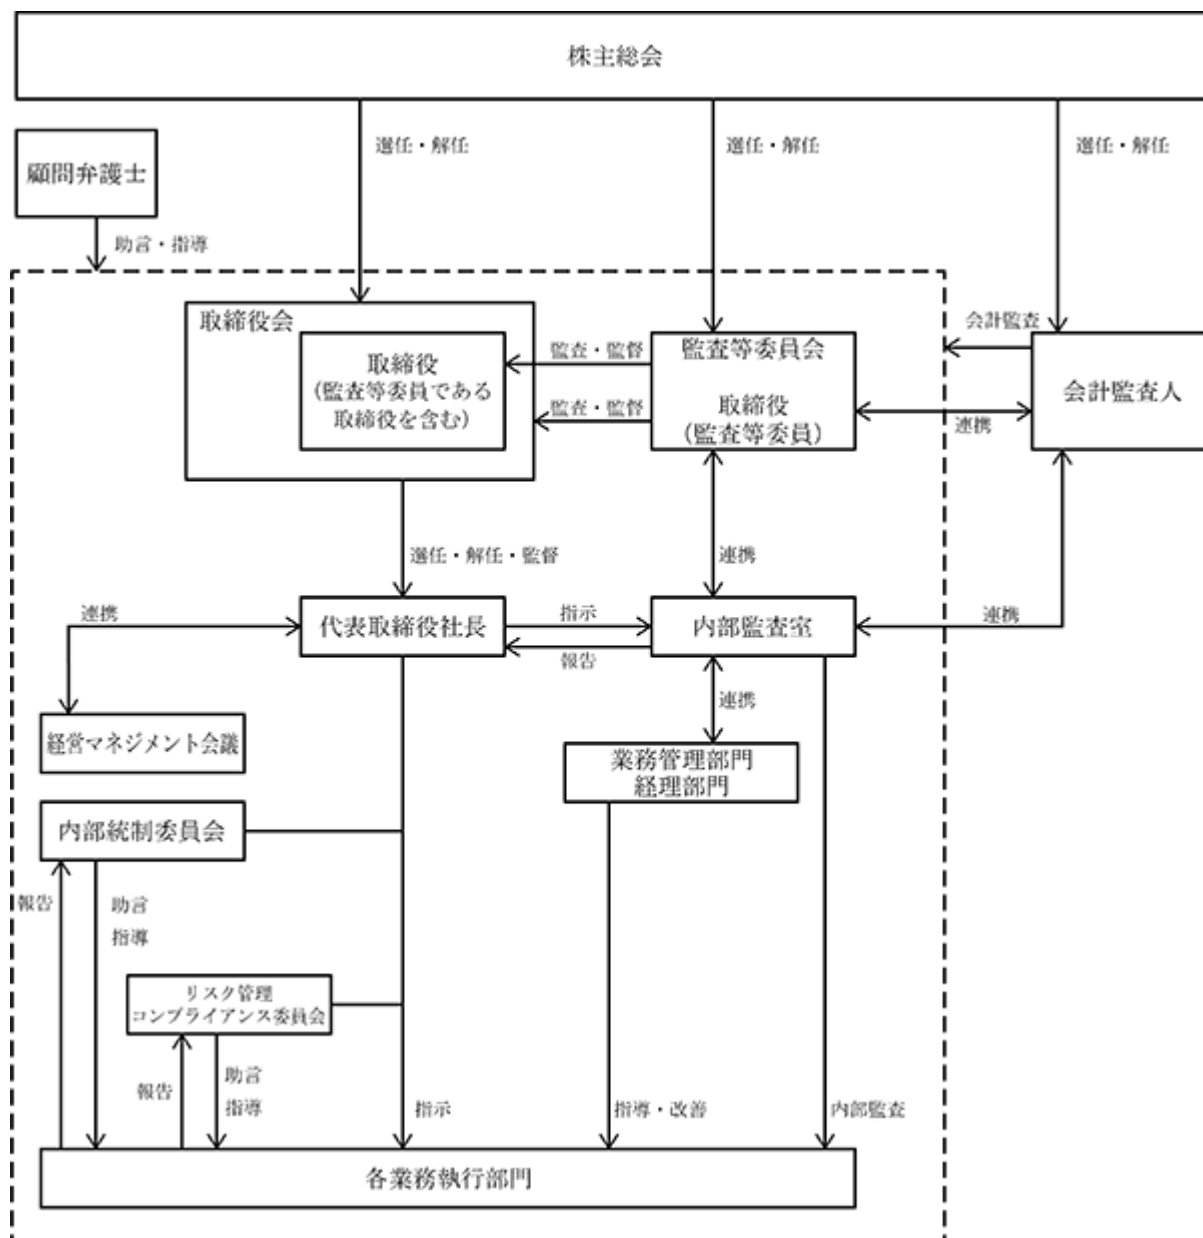 株主総会
選任・解任
選任・解任
選任・解任
顧問弁護士
助言・指導
取締役会
取締役
(監査等委員である
取締役を含む)
監査・監督
監査・監督
監査等委員会
取締役
(監査等委員)
会計監査
会計監査人
連携
選任・解任・監督
連携
連携
代表取締役社長
指示
報告
内部監査室
連携
経営マネジメント会議
連携
業務管理部門
経理部門
内部統制委員会
報告
助言
指導
リスク管理
コンプライアンス委員会
報告
助言
指導
指示
指導・改善
内部監査
各業務執行部門